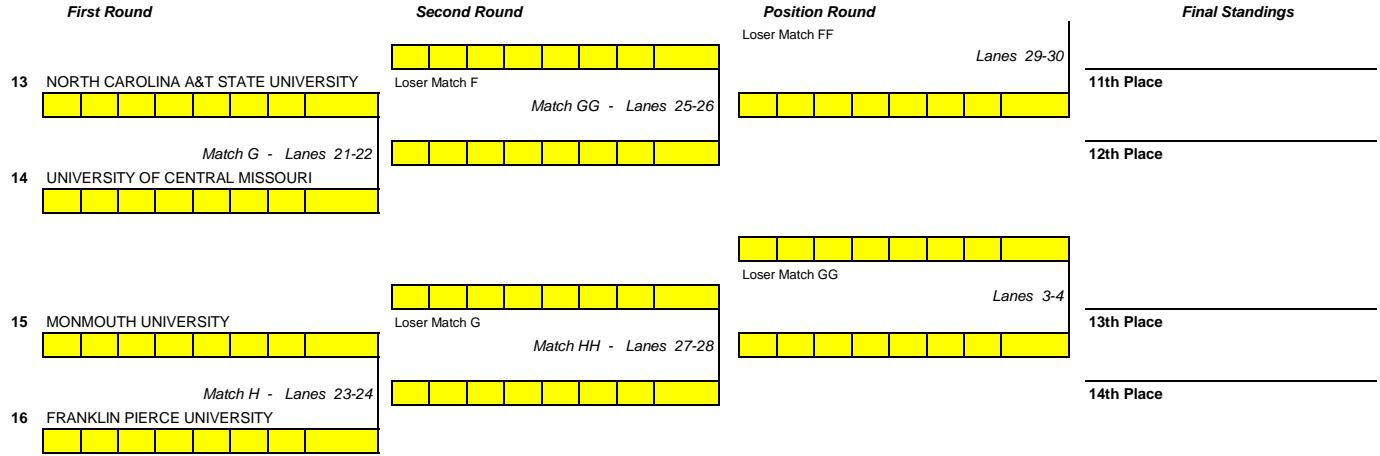 First Round Second Round Position Round Final Standings
Loser Match FF
Lanes 29-30
13 NORTH CAROLINA A&T STATE UNIVERSITY Loser Match F 11th Place
Match GG - Lanes 25-26
Match G - Lanes 21-22 12th Place
14 UNIVERSITY OF CENTRAL MISSOURI
Loser Match GG
Lanes 3-4
15 MONMOUTH UNIVERSITY Loser Match G 13th Place
Match HH - Lanes 27-28
Match H - Lanes 23-24 14th Place
16 FRANKLIN PIERCE UNIVERSITY